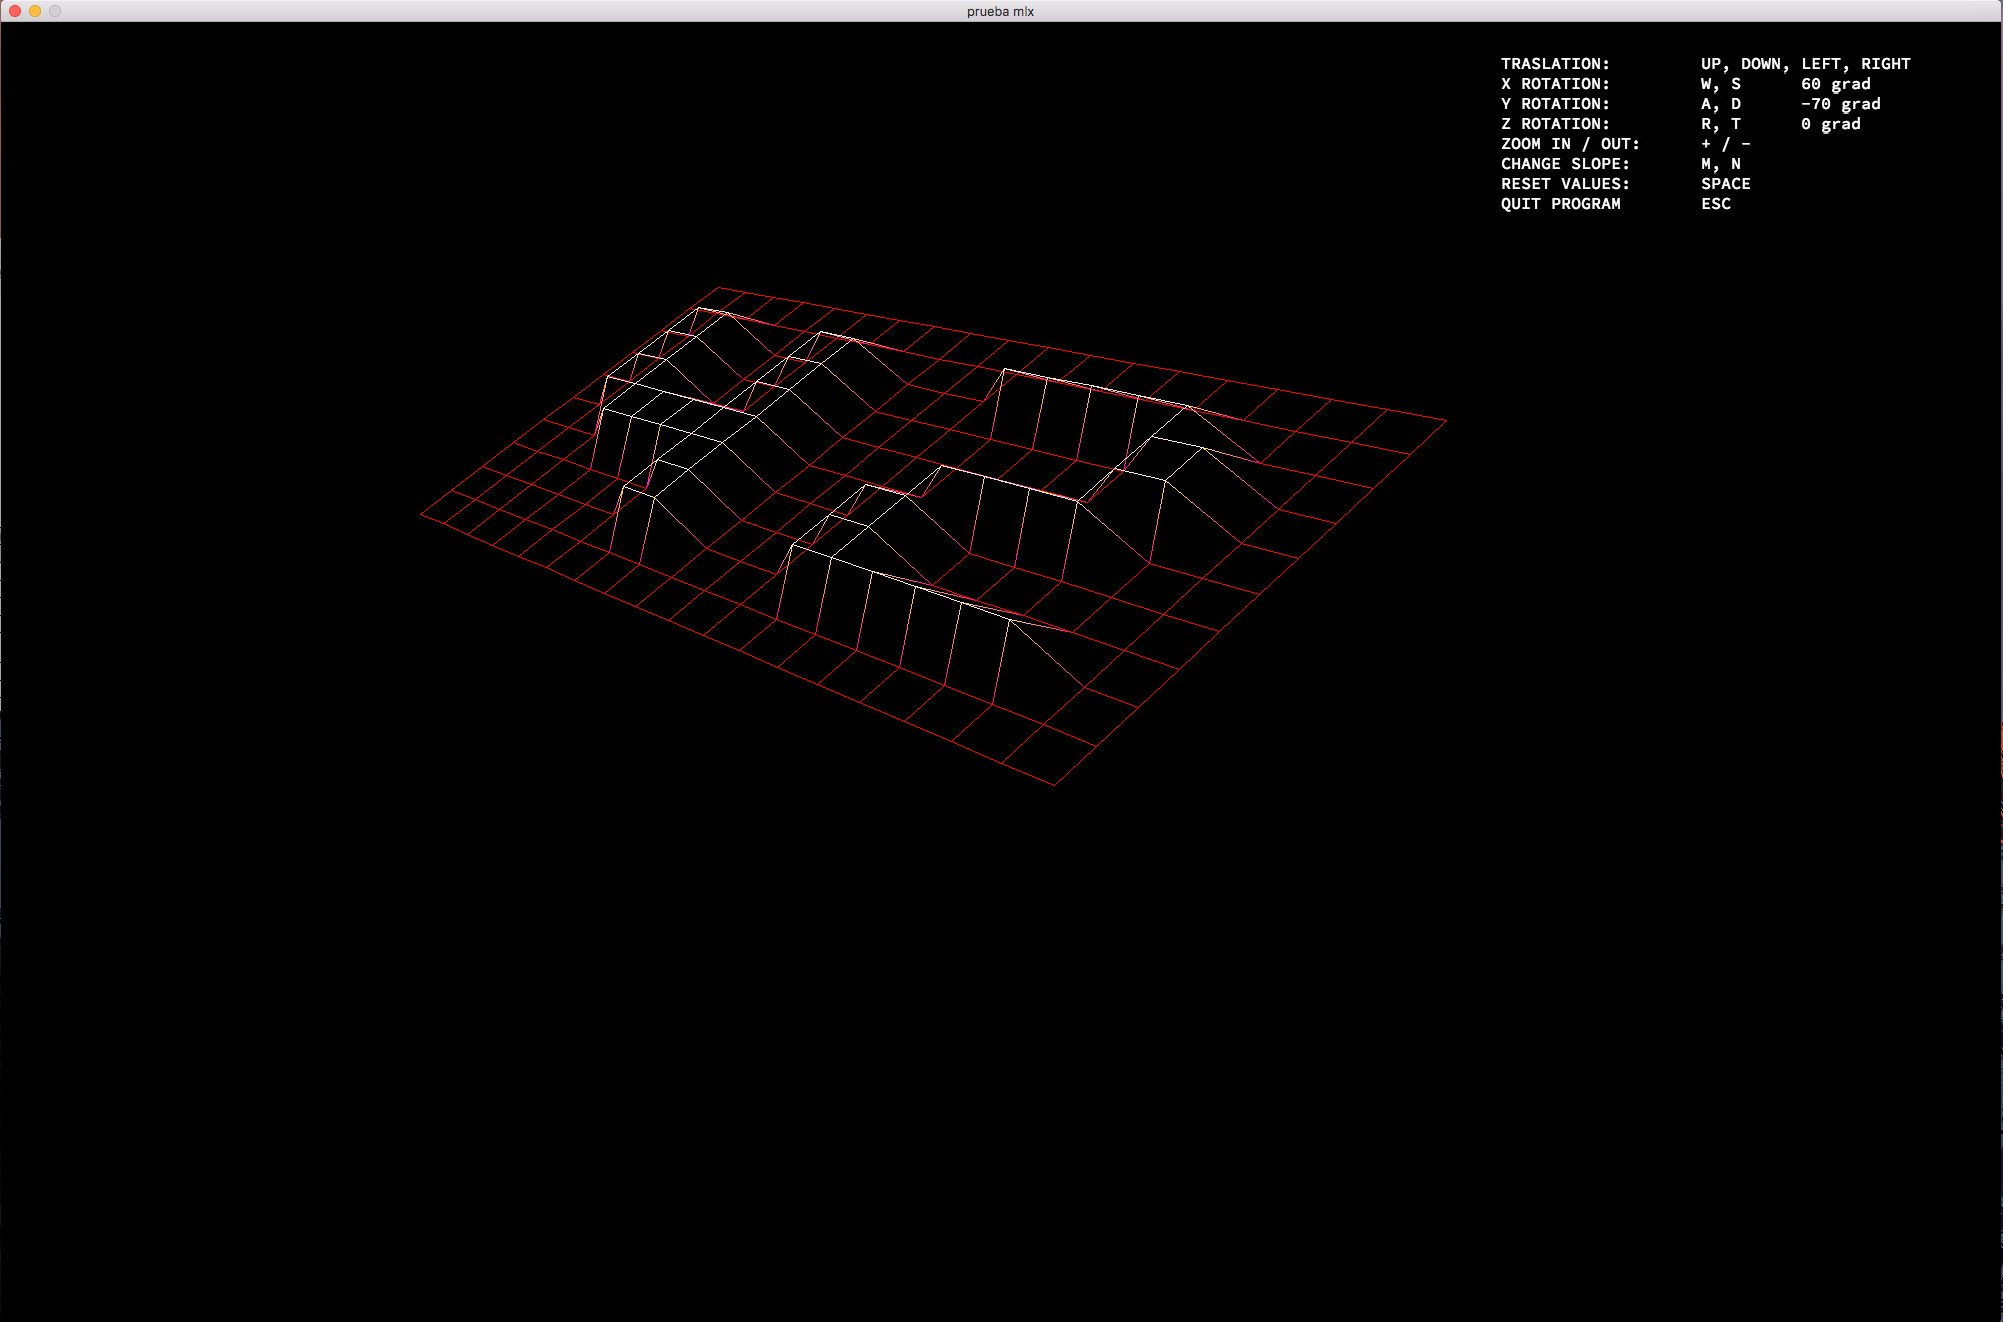 prueba mlx
TRASLATION: UP, DOWN, LEFT, RIGHT
X ROTATION: W, S 60 grad
Y ROTATION: A, D -70 grad
Z ROTATION: R, T 0 grad
ZOOM IN / OUT: + / -
CHANGE SLOPE: M, N
RESET VALUES: SPACE
QUIT PROGRAM ESC